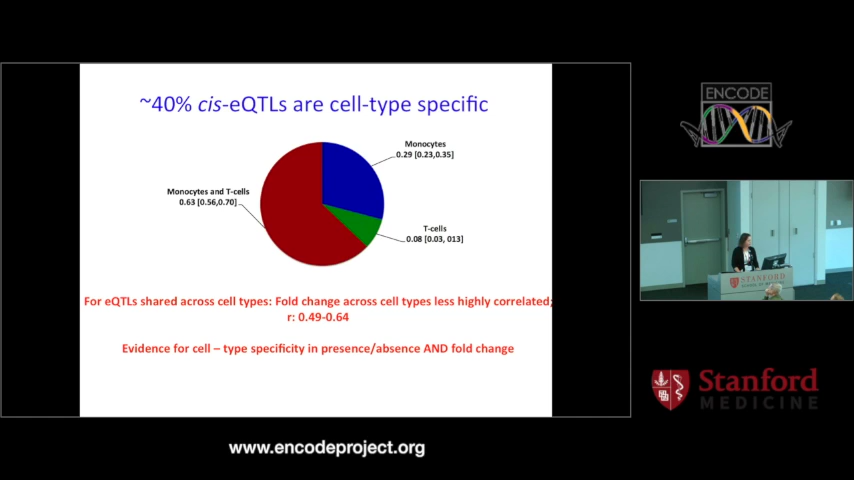 ~40% cis-eQTLs are cell-type specific
Monocytes
0.29 [0.23,0.35]
Monocytes and T-cells
0.63 [0.56,0.70]
T-cells
0.08 [0.03, 013]
For eQTLs shared across cell types: Fold change across cell types less highly correlated;
r: 0.49-0.64
Evidence for cell – type specificity in presence/absence AND fold change
ENCODE
STANFORD
Stanford
MEDICINE
www.encodeproject.org